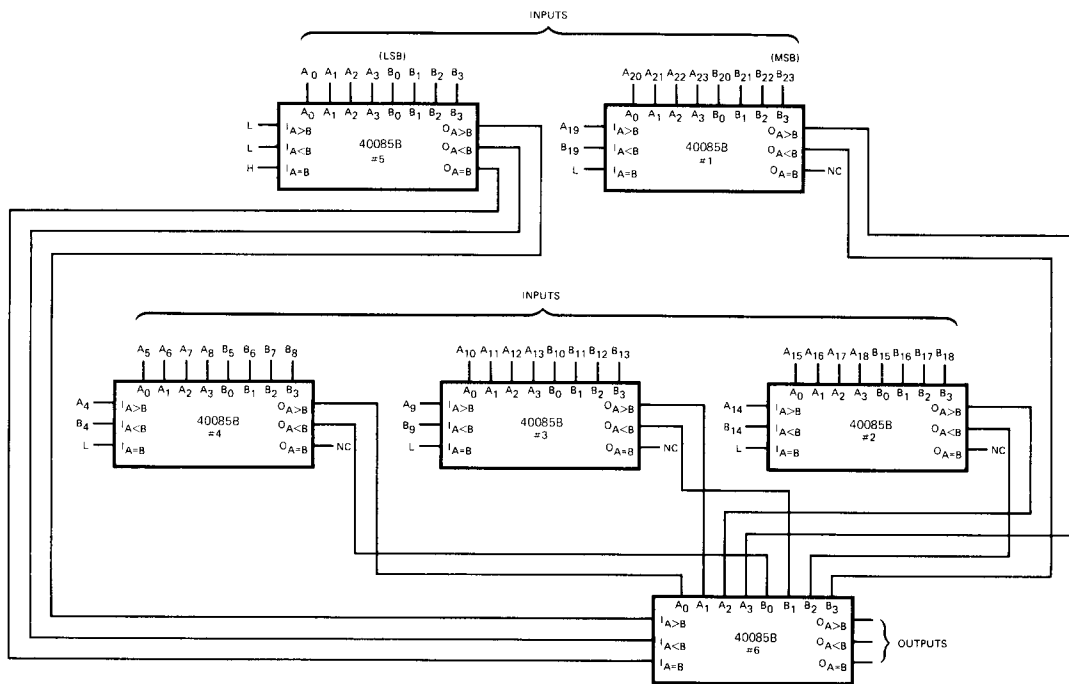 INPUTS
(LSB) (MSB)
A0 A1 A2 A3 B0 B1 B2 B3
A20 A21 A22 A23 B20 B21 B22 B23
A0 A1 A2 A3 B0 B1 B2 B3
A0 A1 A2 A3 B0 B1 B2 B3
L IA>B OA>B
L IA<B 40085B OA<B
#5
H IA=B OA=B
A19 IA>B OA>B
B19 IA<B 40085B OA<B
#1
L IA=B OA=B NC
INPUTS
A5 A6 A7 A8 B5 B6 B7 B8
A0 A1 A2 A3 B0 B1 B2 B3
A4 IA>B OA>B
B4 IA<B 40085B OA<B
#4
L IA=B OA=B NC
A10 A11 A12 A13 B10 B11 B12 B13
A0 A1 A2 A3 B0 B1 B2 B3
A9 IA>B OA>B
B9 IA<B 40085B OA<B
#3
L IA=B OA=8 NC
A15 A16 A17 A18 B15 B16 B17 B18
A0 A1 A2 A3 B0 B1 B2 B3
A14 IA>B OA>B
B14 IA<B 40085B OA<B
#2
L IA=B OA=B NC
A0 A1 A2 A3 B0 B1 B2 B3
IA>B OA>B
IA<B 40085B OA<B OUTPUTS
#6
IA=B OA=B